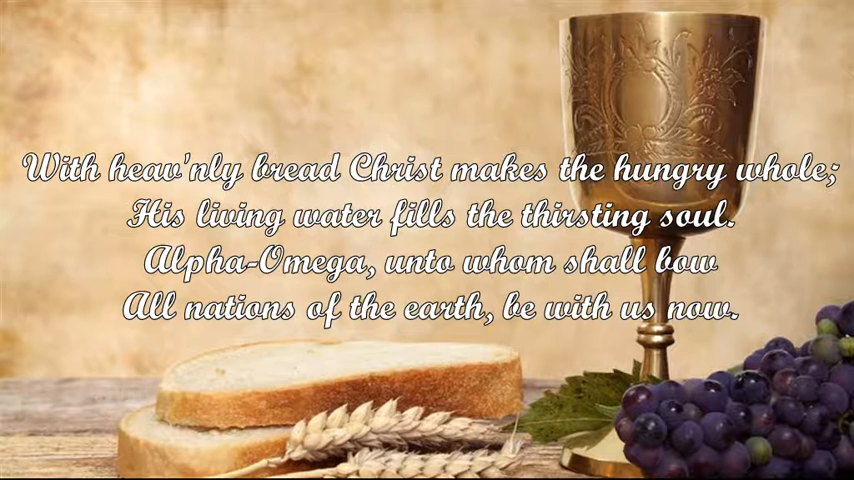 With heav'nly bread Christ makes the hungry whole;
His living water fills the thirsting soul.
Alpha-Omega, unto whom shall bow
All nations of the earth, be with us now.